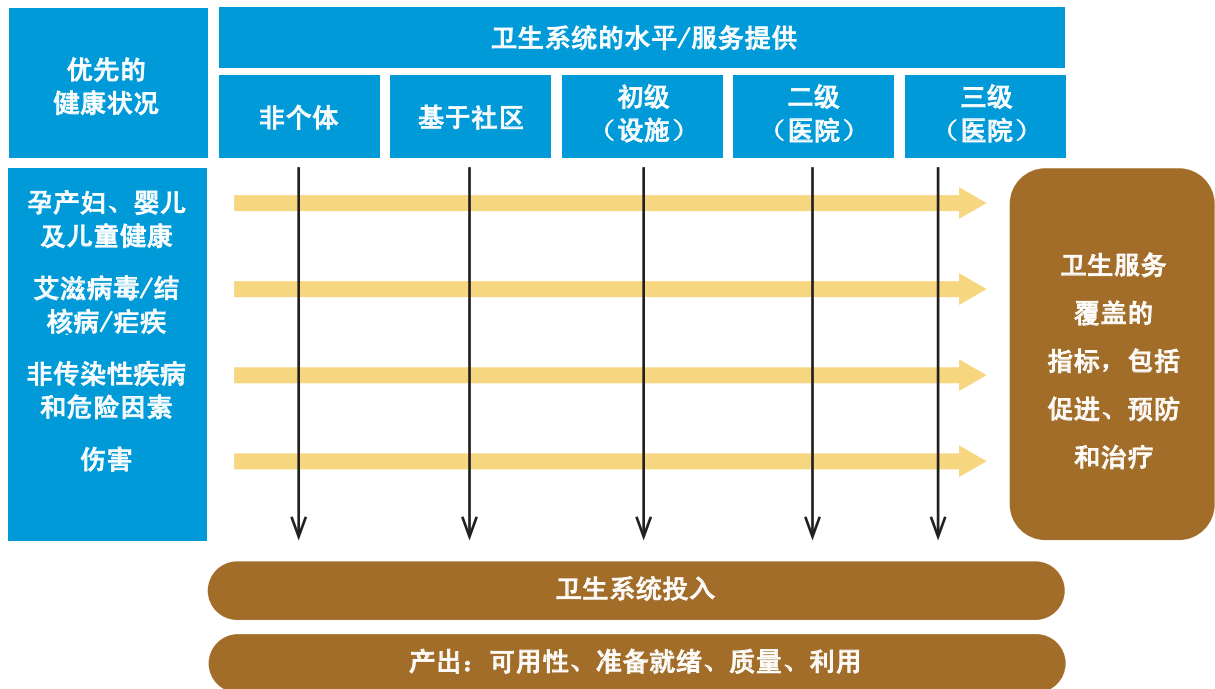 优先的
健康状况
卫生系统的水平/服务提供
非个体
基于社区
初级
（设施）
二级
（医院）
三级
（医院）
孕产妇、婴儿
及儿童健康
艾滋病毒/结
核病/疟疾
非传染性疾病
和危险因素
伤害
卫生服务
覆盖的
指标，包括
促进、预防
和治疗
卫生系统投入
产出：可用性、准备就绪、质量、利用